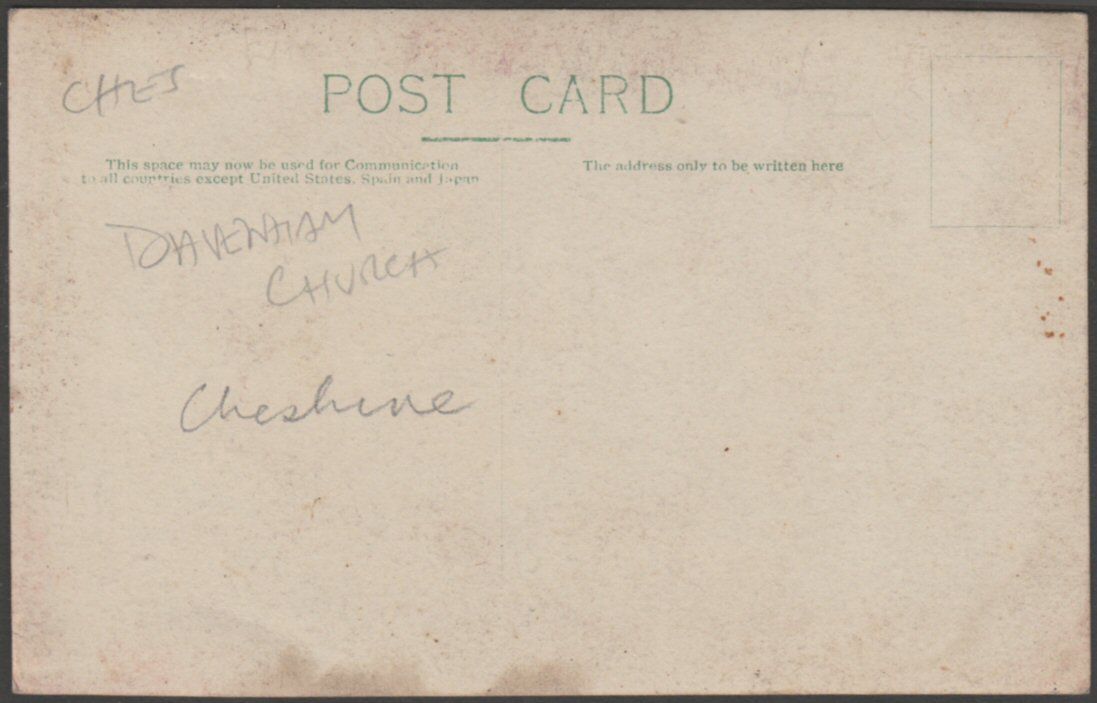 CHES
POST CARD
This space may now be used for Communication
to all countries except United States, Spain and Japan
The address only to be written here
DAVENHAM
CHURCH
Cheshire